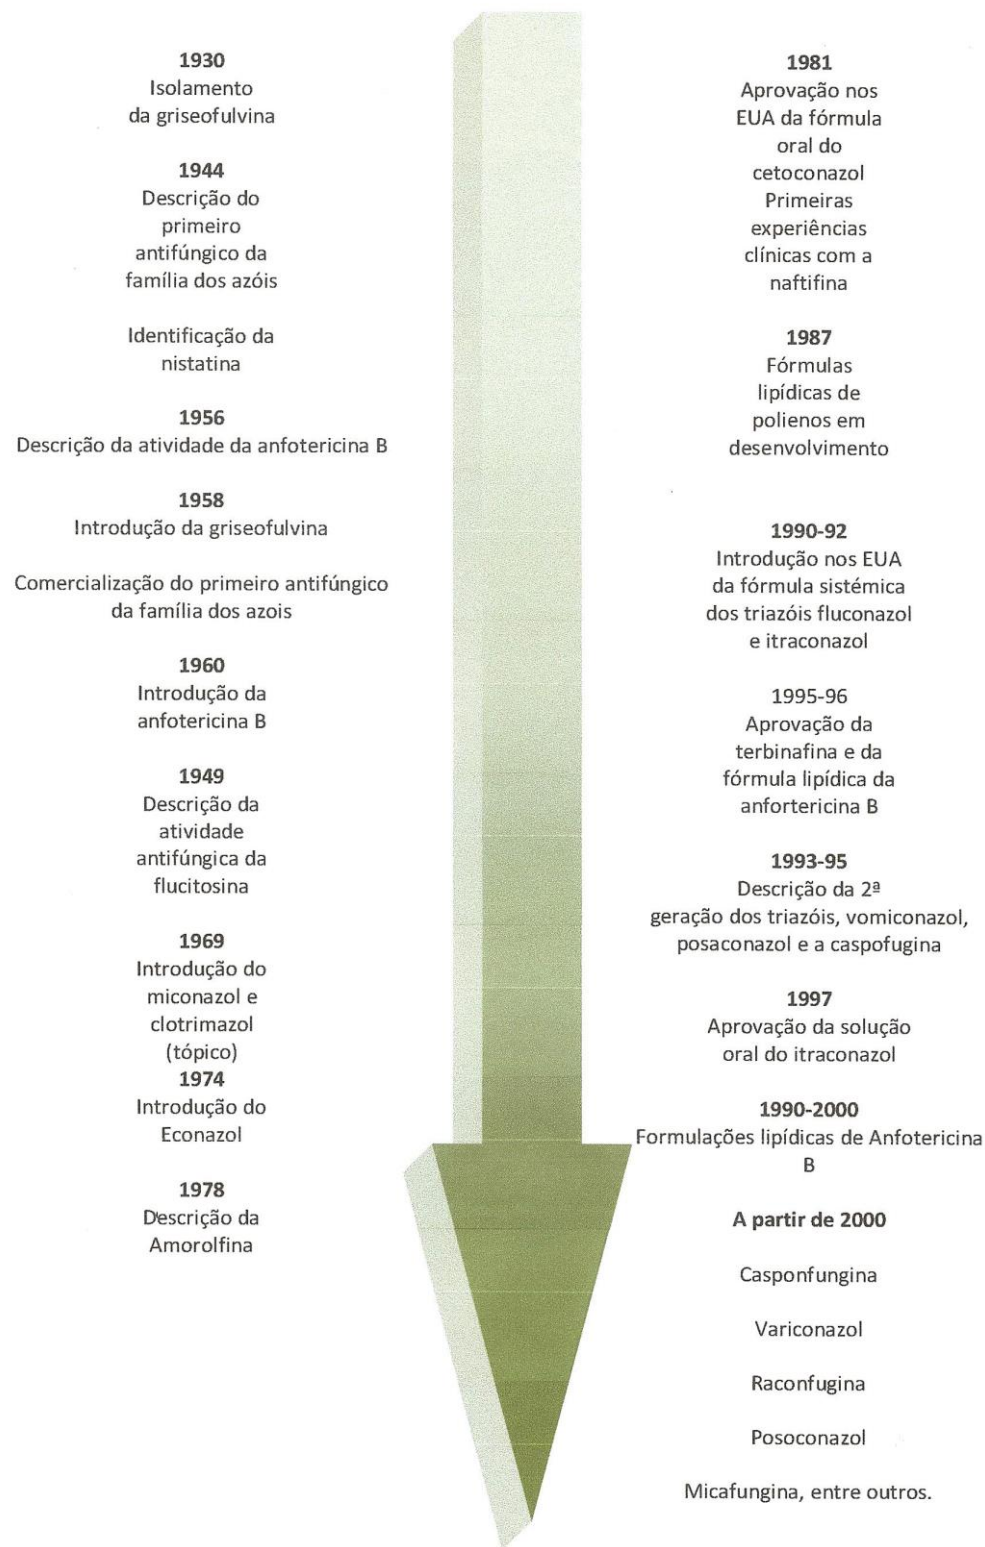 1930
Isolamento
da griseofulvina
1944
Descrição do
primeiro
antifúngico da
família dos azóis
Identificação da
nistatina
1956
Descrição da atividade da anfotericina B
1958
Introdução da griseofulvina
Comercialização do primeiro antifúngico
da família dos azois
1960
Introdução da
anfotericina B
1949
Descrição da
atividade
antifúngica da
flucitosina
1969
Introdução do
miconazol e
clotrimazol
(tópico)
1974
Introdução do
Econazol
1978
Descrição da
Amorolfina
1981
Aprovação nos
EUA da fórmula
oral do
cetoconazol
Primeiras
experiências
clínicas com a
naftifina
1987
Fórmulas
lipídicas de
polienos em
desenvolvimento
1990-92
Introdução nos EUA
da fórmula sistémica
dos triazóis fluconazol
e itraconazol
1995-96
Aprovação da
terbinafina e da
fórmula lipídica da
anfortericina B
1993-95
Descrição da 2ª
geração dos triazóis, vomiconazol,
posaconazol e a caspofugina
1997
Aprovação da solução
oral do itraconazol
1990-2000
Formulações lipídicas de Anfotericina
B
A partir de 2000
Casponfungina
Variconazol
Raconfugina
Posoconazol
Micafungina, entre outros.